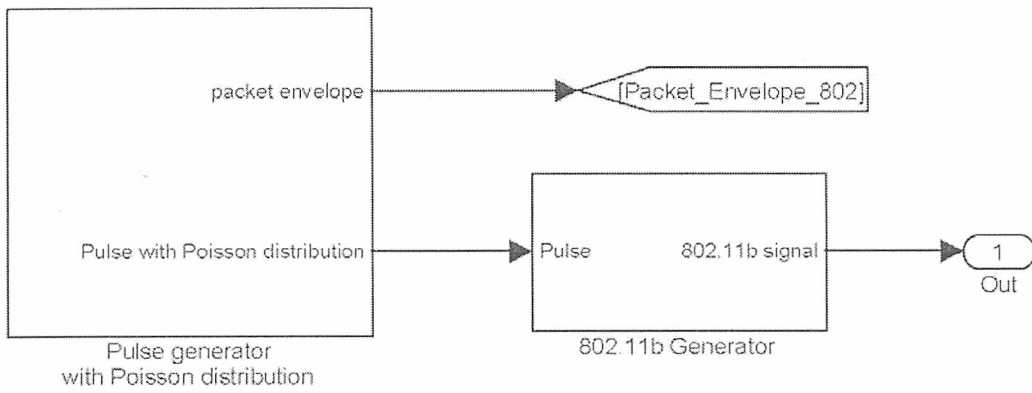 packet envelope
[Packet_Envelope_802]
Pulse with Poisson distribution
Pulse
802.11b signal
1
Out
Pulse generator
with Poisson distribution
802.11b Generator